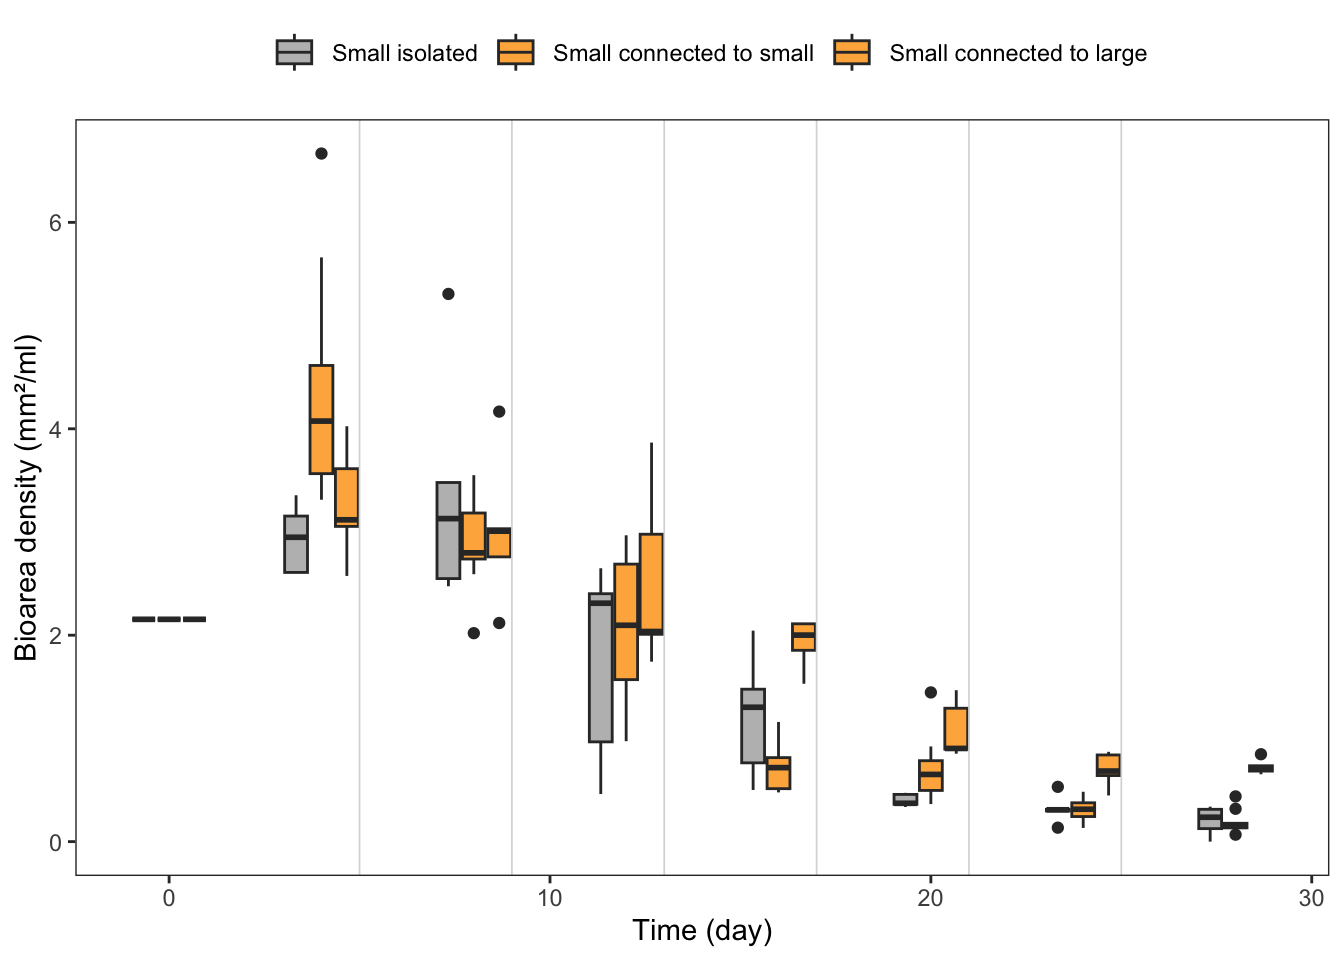 Small isolated Small connected to small Small connected to large
Bioarea density (mm²/ml)
6
4
2
0
0 10 20 30
Time (day)